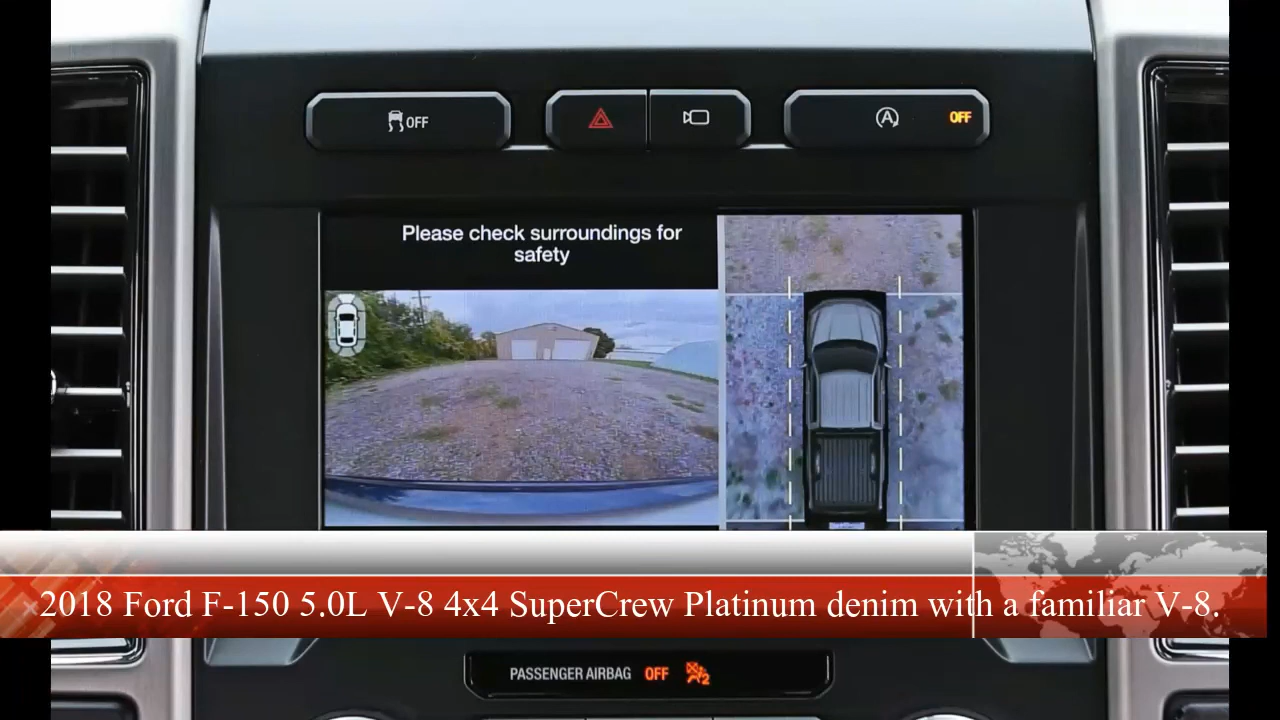 OFF
A OFF
Please check surroundings for
safety
2018 Ford F-150 5.0L V-8 4x4 SuperCrew Platinum denim with a familiar V-8.
PASSENGER AIRBAG OFF 2